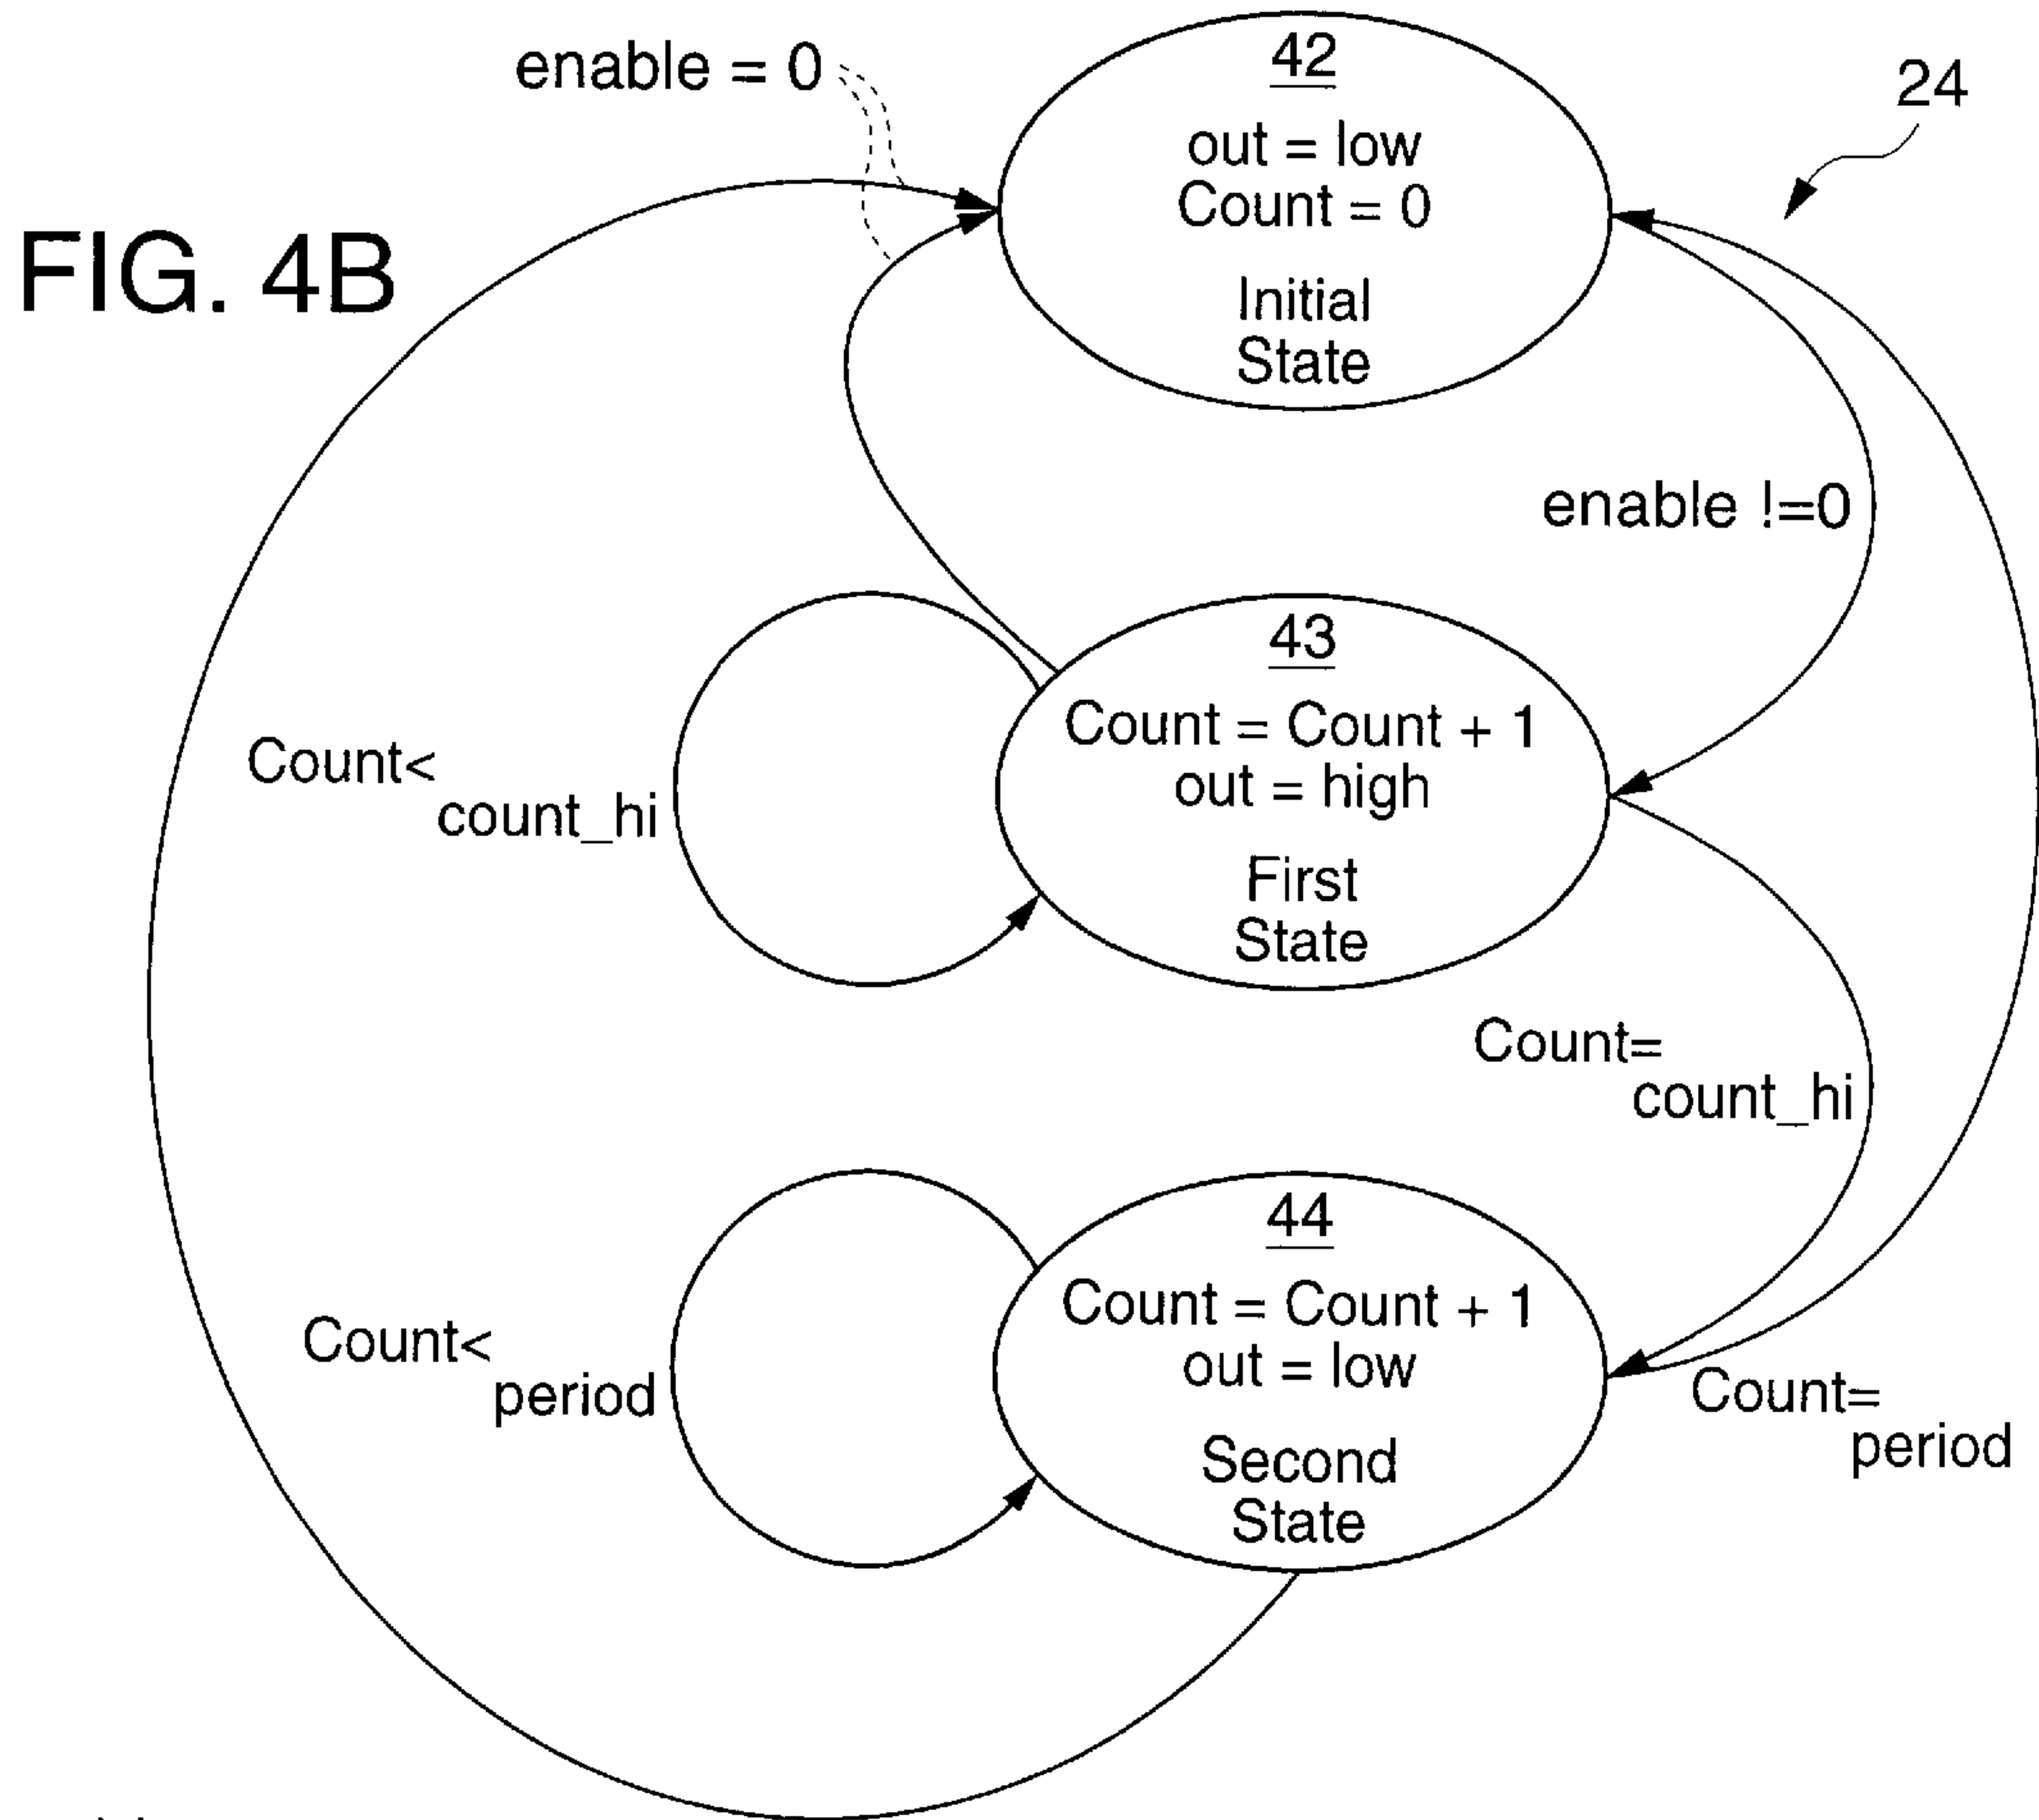 enable = 0
42
24
out = low
Count = 0
FIG. 4B
Initial
State
enable !=0
43
Count = Count + 1
out = high
Count<
count_hi
First
State
Count=
count_hi
44
Count = Count + 1
out = low
Count<
period
Count=
period
Second
State